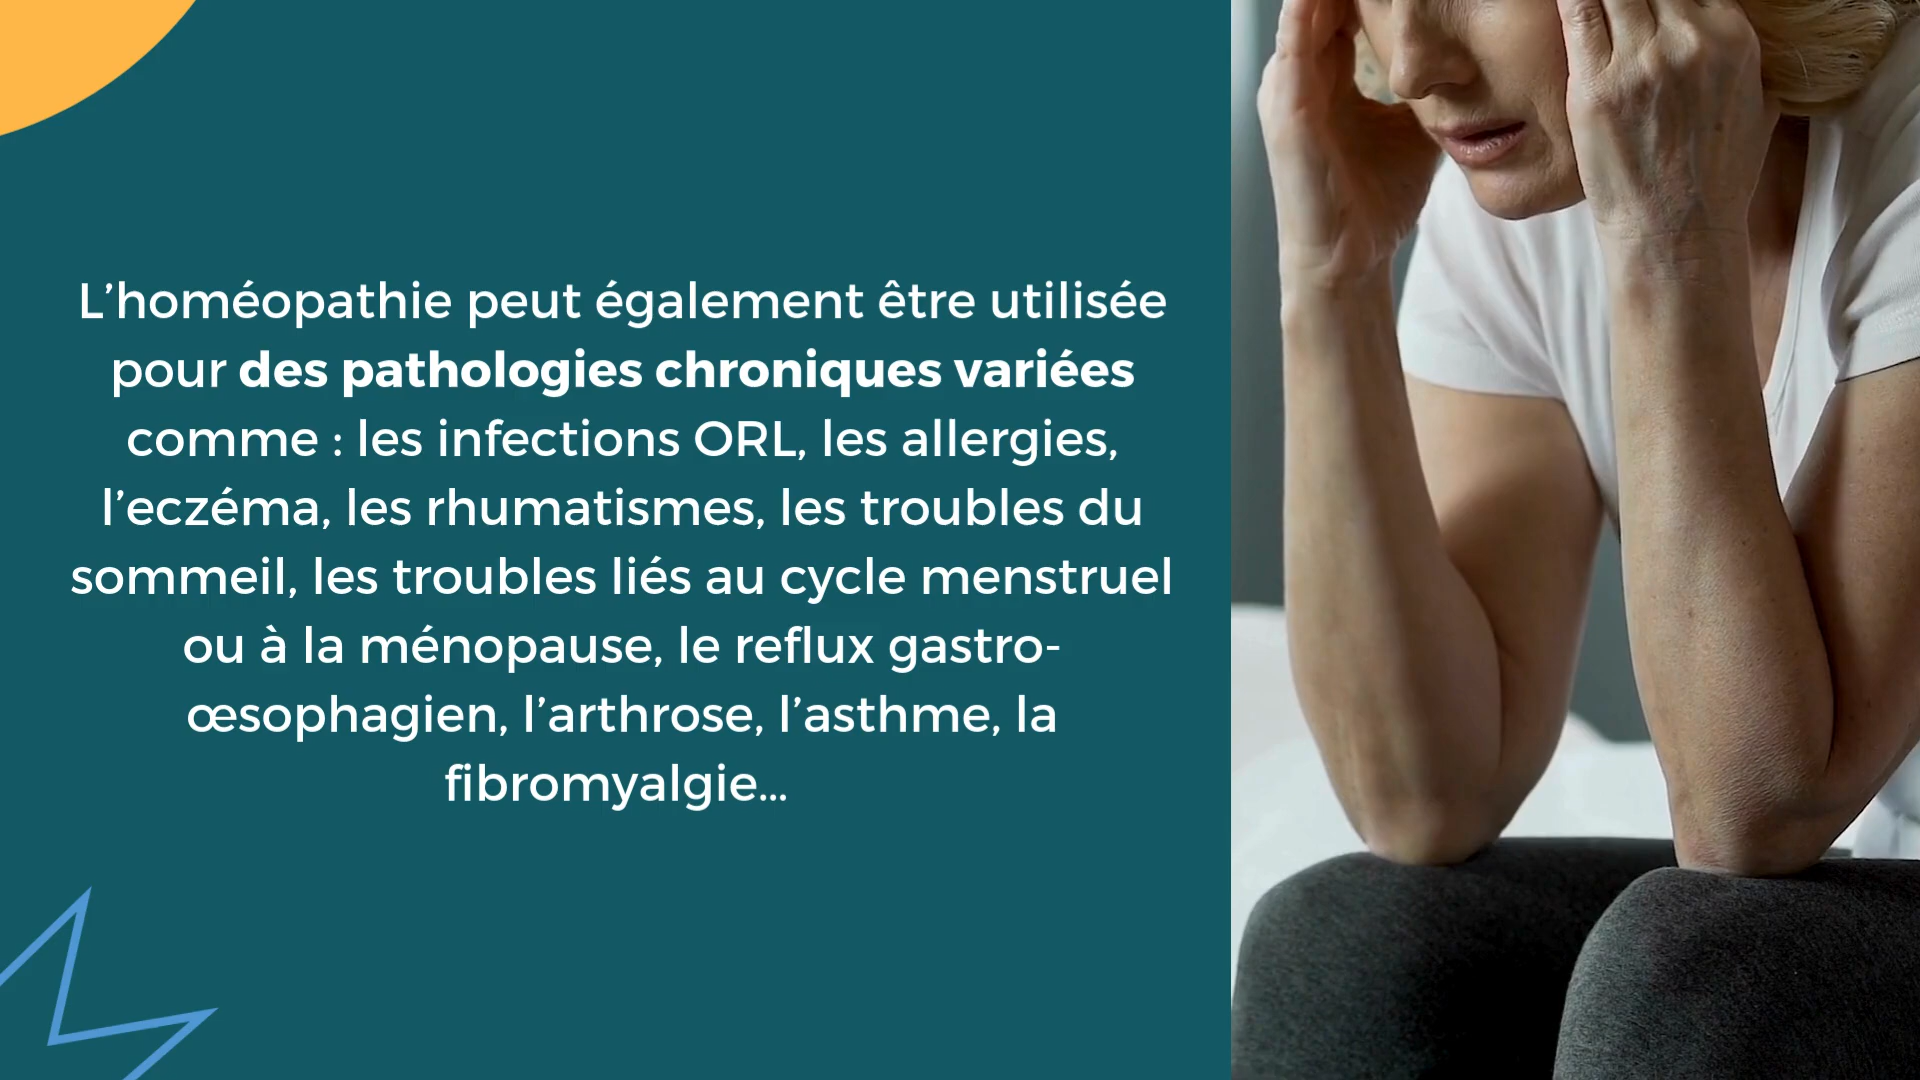 L’homéopathie peut également être utilisée
pour des pathologies chroniques variées
comme : les infections ORL, les allergies,
l’eczéma, les rhumatismes, les troubles du
sommeil, les troubles liés au cycle menstruel
ou à la ménopause, le reflux gastro-
œsophagien, l’arthrose, l’asthme, la
fibromyalgie...